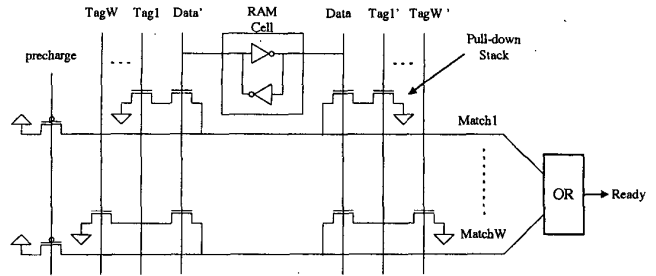 TagW Tag1 Data' RAM Cell Data Tag1' TagW'
Pull-down Stack
precharge
Match1
OR
Ready
MatchW